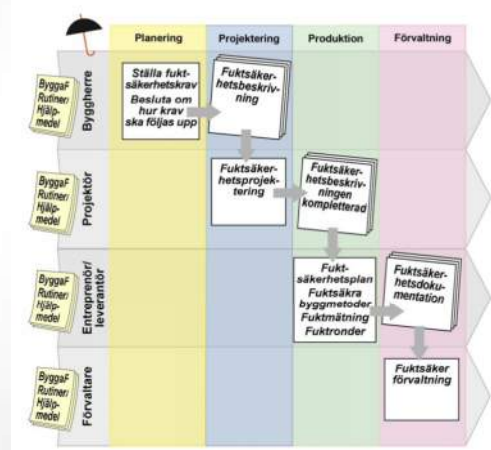 Planering
Projektering
Produktion
Förvaltning
ByggaF
Rutiner/
Hjälp-
medel
Byggherre
Ställa fukt-
säkerhetskrav
Besluta om
hur krav
ska följas upp
Fuktsäker-
hetsbeskriv-
ning
ByggaF
Rutiner/
Hjälp-
medel
Projektör
Fuktsäker-
hetsprojek-
tering
Fuktsäker-
hetsbeskriv-
ningen
kompletterad
ByggaF
Rutiner/
Hjälp-
medel
Entreprenör/
leverantör
Fukt-
säkerhetsplan
Fuktsäkra
byggmetoder
Fuktmätning
Fuktronder
Fuktsäker-
hetsdoku-
mentation
ByggaF
Rutiner/
Hjälp-
medel
Förvaltare
Fuktsäker
förvaltning